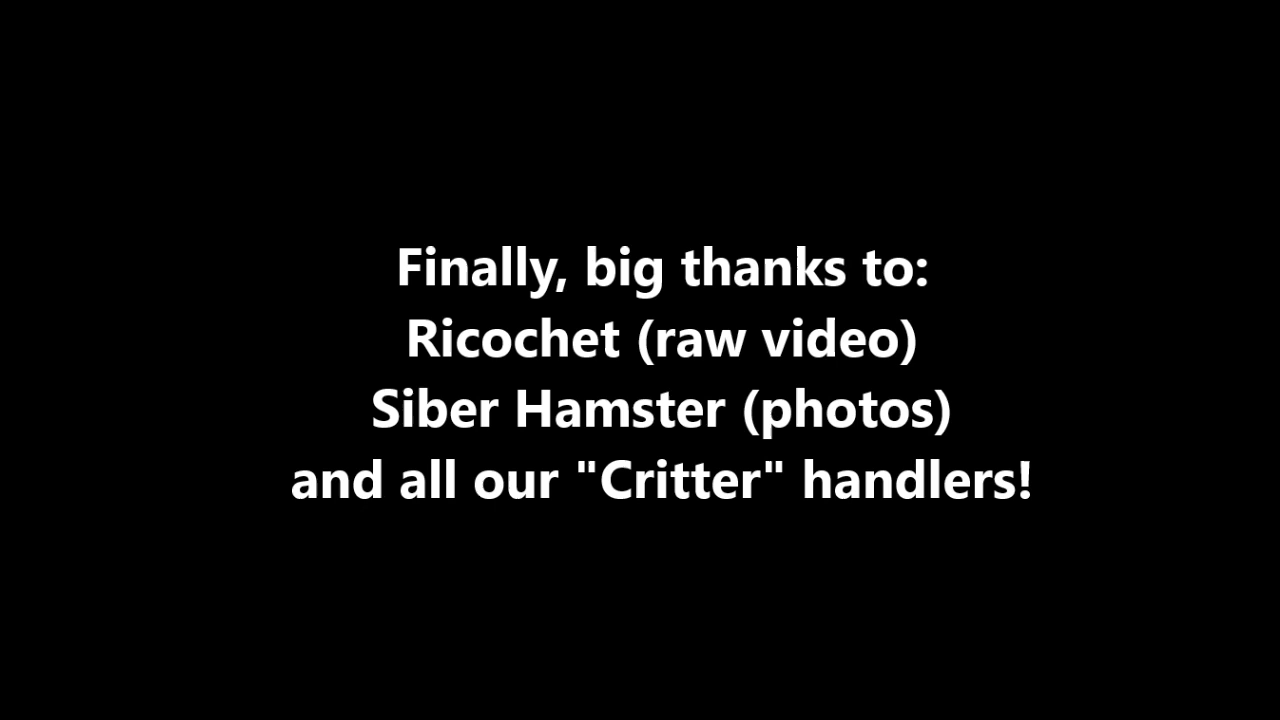 Finally, big thanks to:
Ricochet (raw video)
Siber Hamster (photos)
and all our "Critter" handlers!